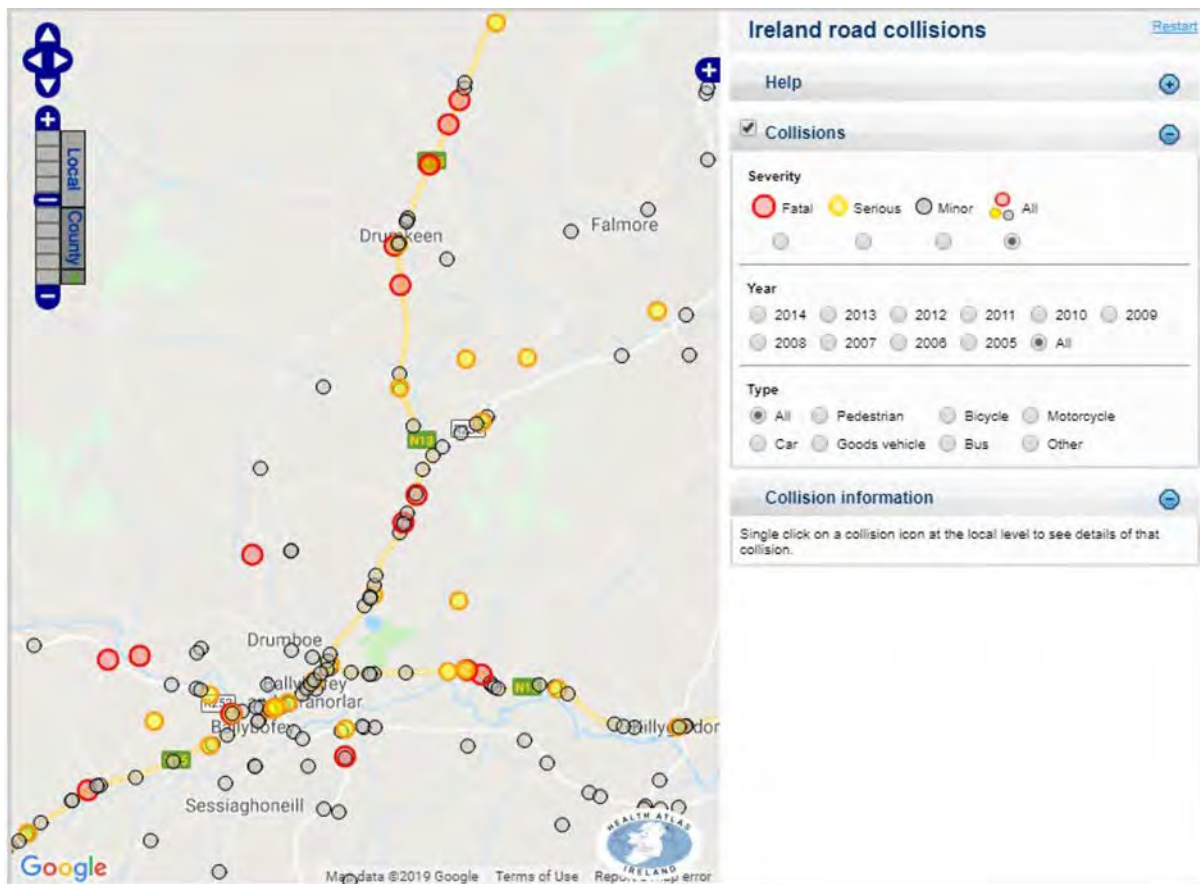 Ireland road collisions
Restart
Help
Collisions
Severity
Fatal
Serious
Minor
All
Year
2014
2013
2012
2011
2010
2009
2008
2007
2006
2005
All
Type
All
Pedestrian
Bicycle
Motorcycle
Car
Goods vehicle
Bus
Other
Collision information
Single click on a collision icon at the local level to see details of that
collision.
Local
County
Falmore
Drumkeen
N13
Drumboe
Ballybofey
Ballybofey
Sessiaghoneill
HEALTH ATLAS
IRELAND
Google
Map data ©2019 Google
Terms of Use